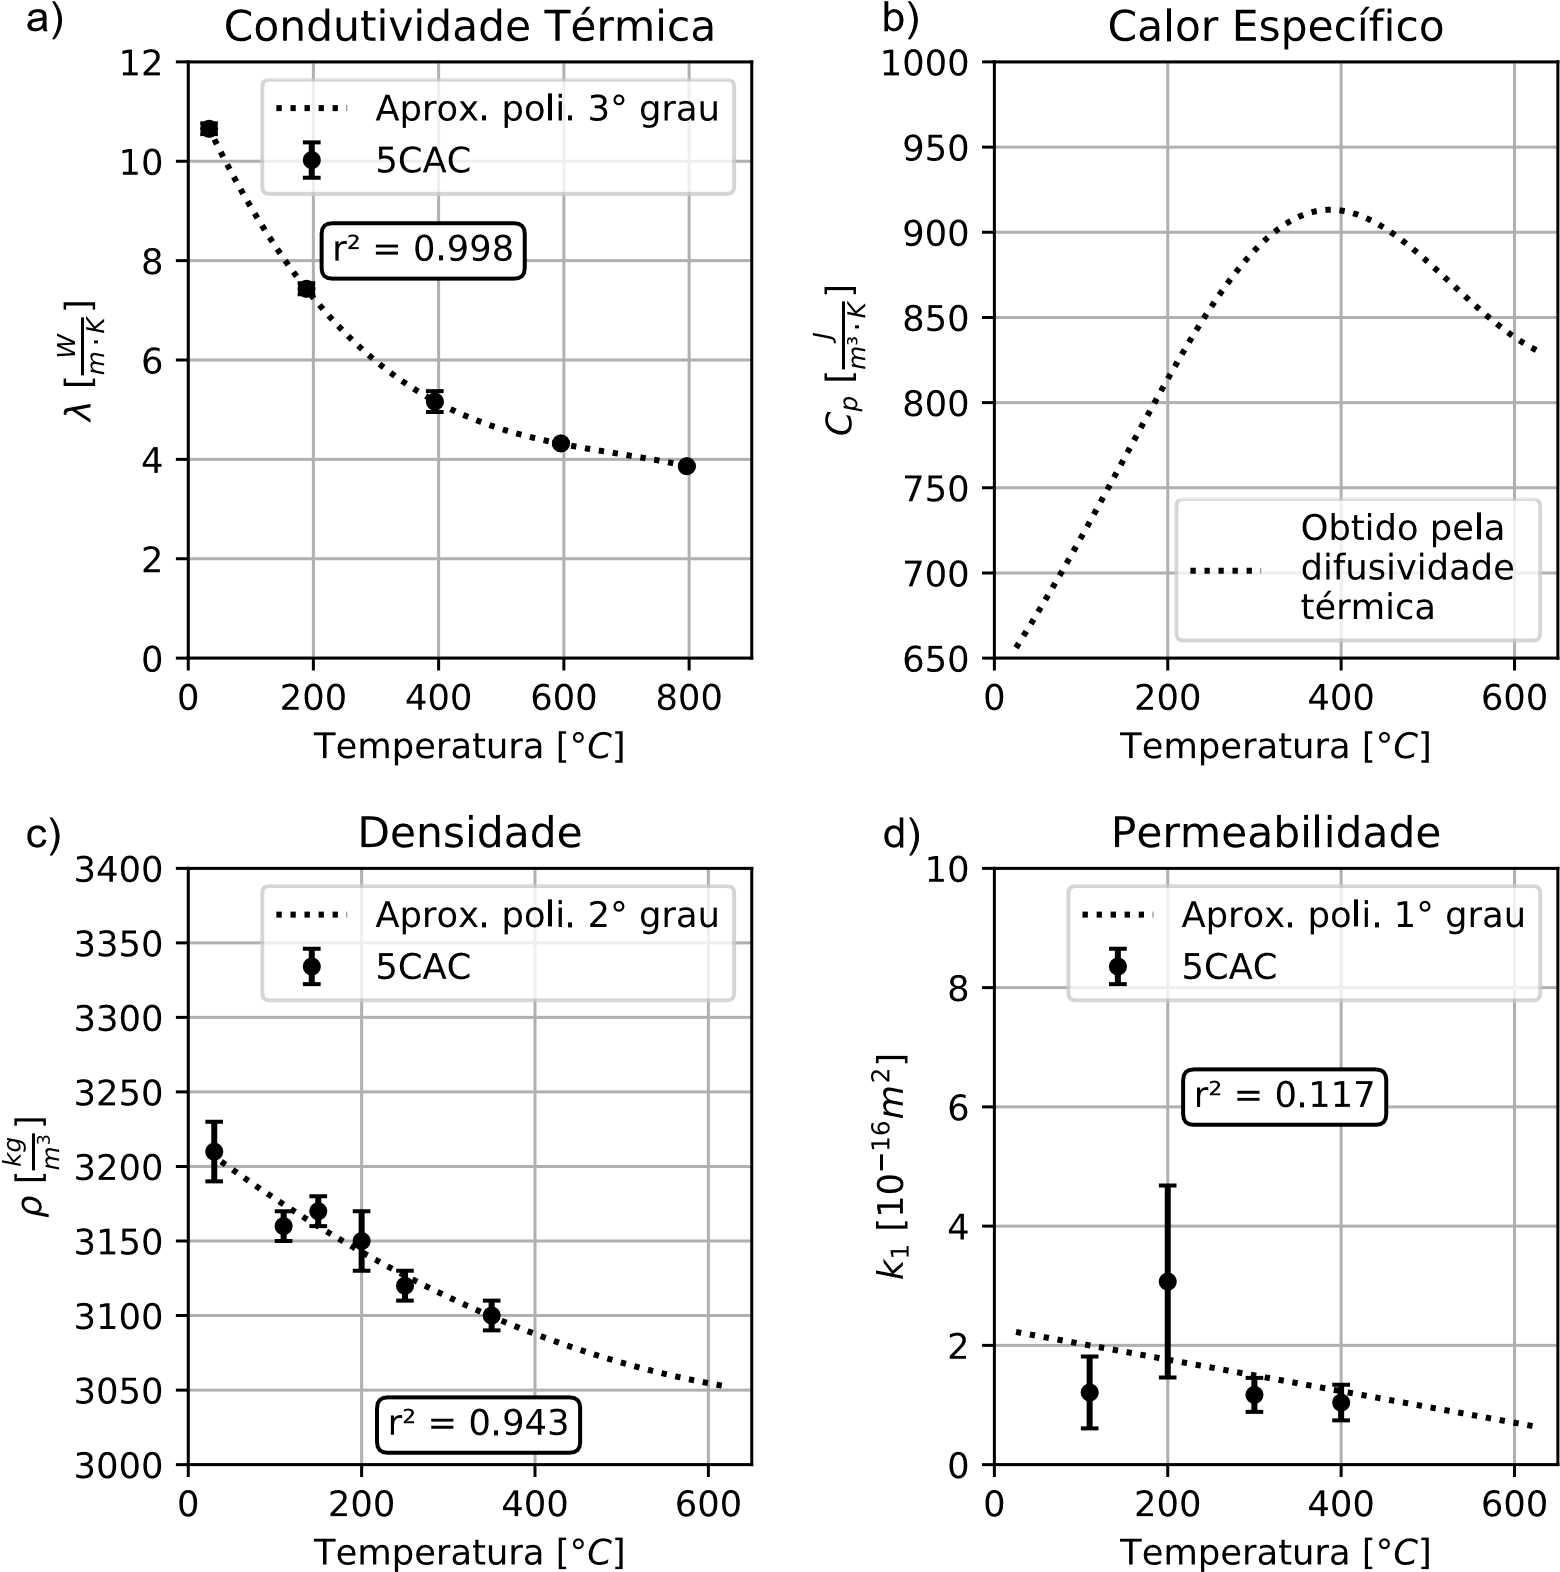 a)
Condutividade Térmica
12
10
8
6
4
2
0
λ [W/m·K]
Aprox. poli. 3° grau
5CAC
r² = 0.998
0 200 400 600 800
Temperatura [°C]
b)
Calor Específico
1000
950
900
850
800
750
700
650
Cₚ [J/m³·K]
Obtido pela
difusividade
térmica
0 200 400 600
Temperatura [°C]
c)
Densidade
3400
3350
3300
3250
3200
3150
3100
3050
3000
ρ [kg/m³]
Aprox. poli. 2° grau
5CAC
r² = 0.943
0 200 400 600
Temperatura [°C]
d)
Permeabilidade
10
8
6
4
2
0
k₁ [10⁻¹⁶m²]
Aprox. poli. 1° grau
5CAC
r² = 0.117
0 200 400 600
Temperatura [°C]